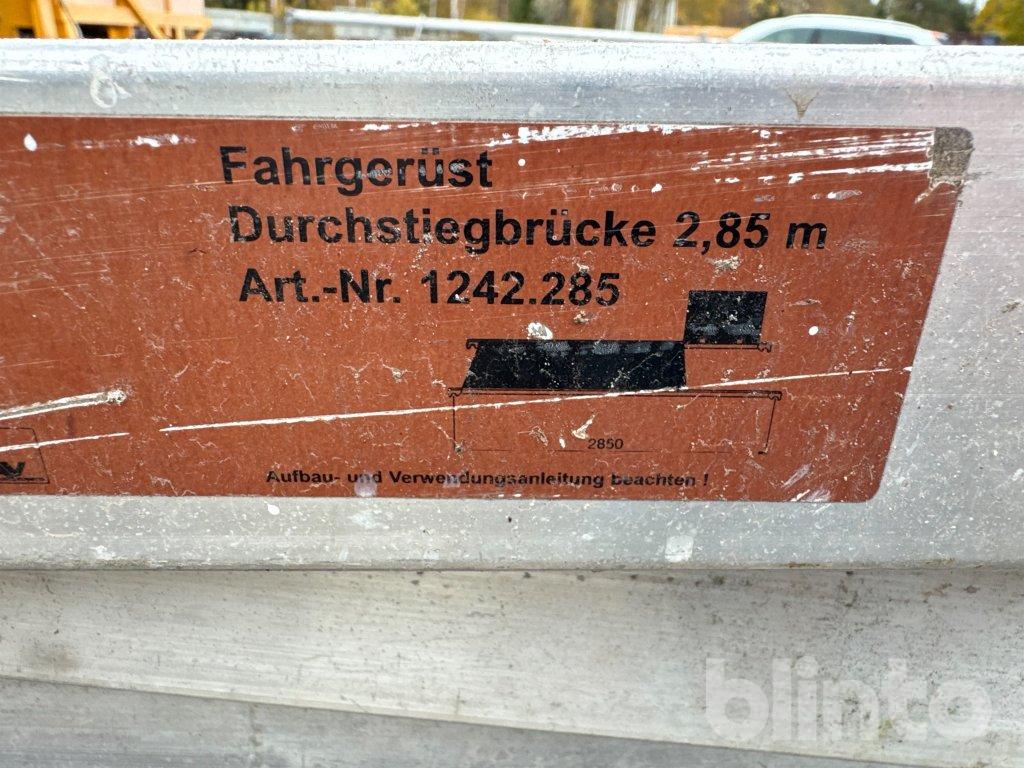 Fahrgerüst
Durchstiegbrücke 2,85 m
Art.-Nr. 1242.285
2850
Aufbau- und Verwendungsanleitung beachten !
blinto